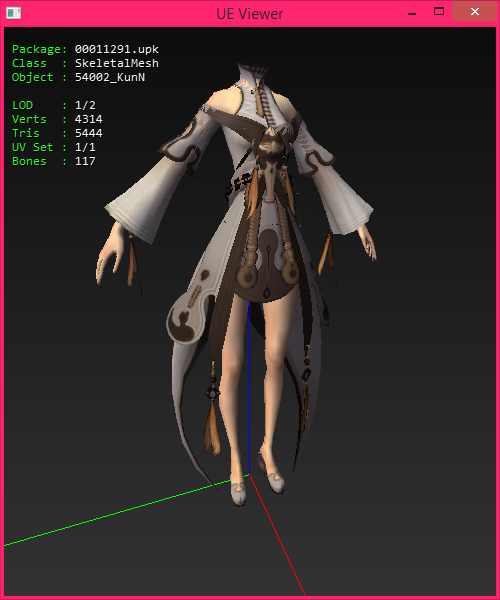 UE Viewer
Package: 00011291.upk
Class  : SkeletalMesh
Object : 54002_KunN
LOD    : 1/2
Verts  : 4314
Tris   : 5444
UV Set : 1/1
Bones  : 117